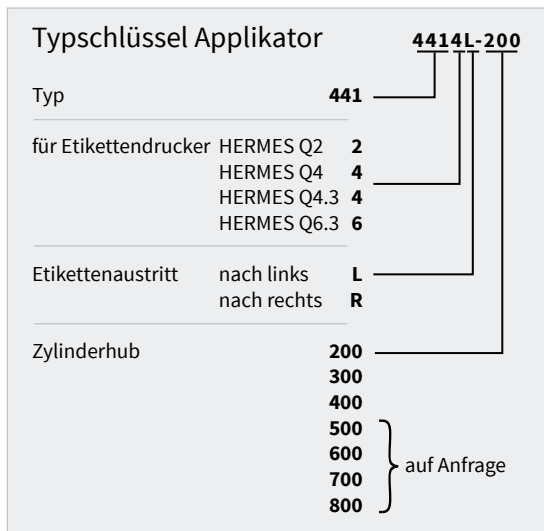 Typschlüssel Applikator 4414L-200
Typ 441
für Etikettendrucker HERMES Q2 2
HERMES Q4 4
HERMES Q4.3 4
HERMES Q6.3 6
Etikettenaustritt nach links L
nach rechts R
Zylinderhub 200
300
400
500
600
auf Anfrage
700
800